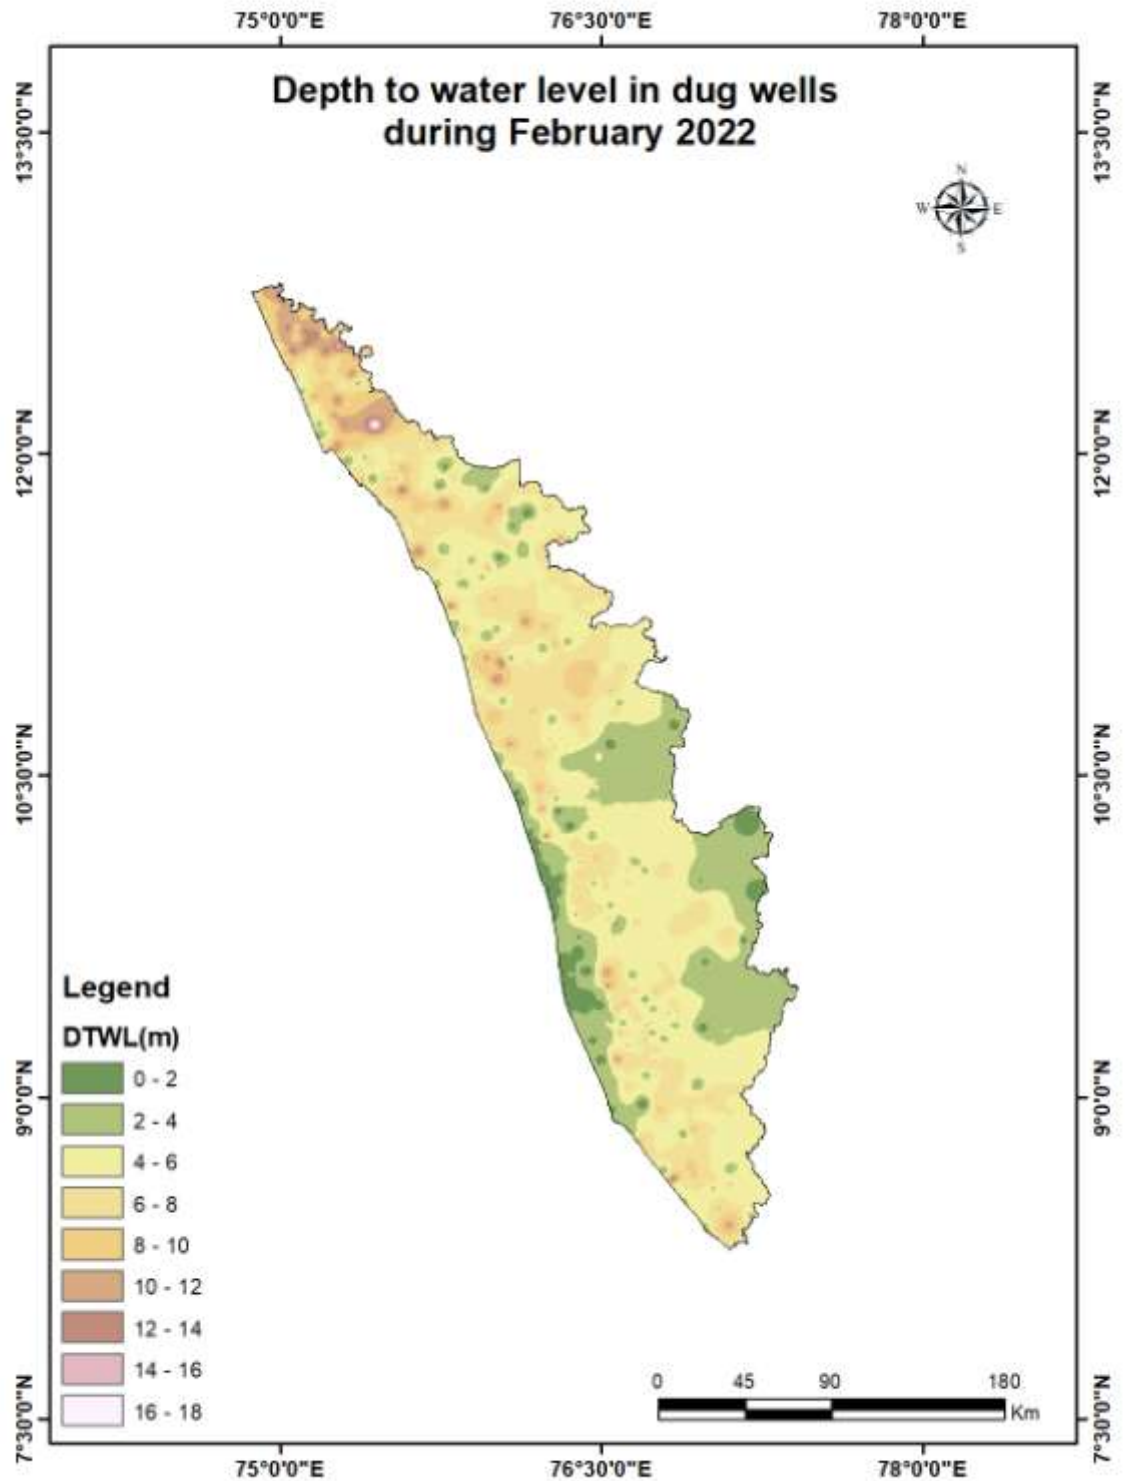 75°0'0"E 76°30'0"E 78°0'0"E
Depth to water level in dug wells
during February 2022
13°30'0"N 13°30'0"N
N
W E
S
12°0'0"N 12°0'0"N
10°30'0"N 10°30'0"N
Legend
DTWL(m)
0 - 2
2 - 4
9°0'0"N 9°0'0"N
4 - 6
6 - 8
8 - 10
10 - 12
12 - 14
14 - 16
16 - 18
0 45 90 180
Km
7°30'0"N 7°30'0"N
75°0'0"E 76°30'0"E 78°0'0"E